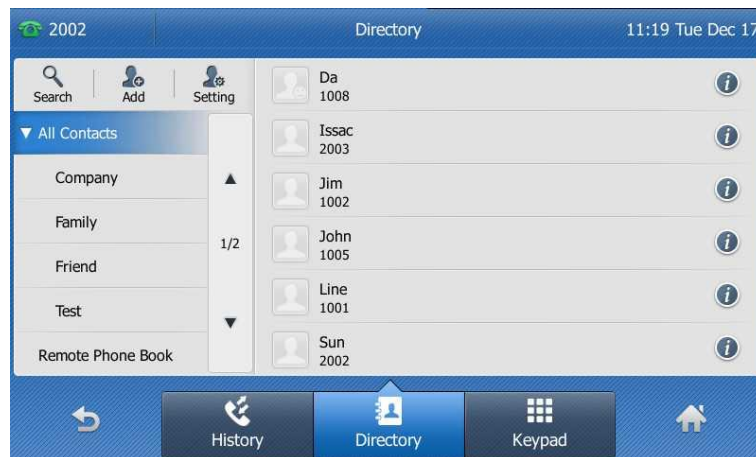 2002 Directory 11:19 Tue Dec 17
Search Add Setting
All Contacts
Company
Family
1/2
Friend
Test
Remote Phone Book
Da
1008
Issac
2003
Jim
1002
John
1005
Line
1001
Sun
2002
History Directory Keypad